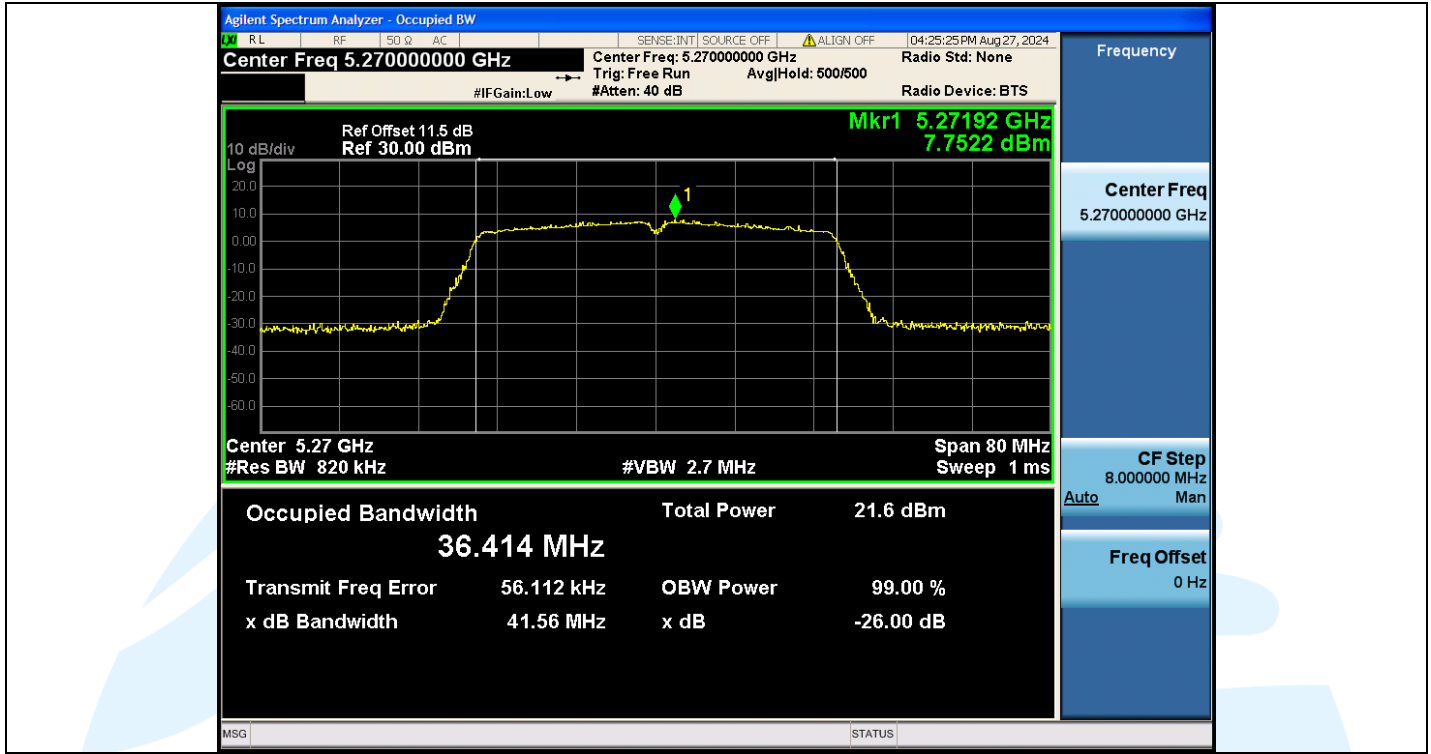 Agilent Spectrum Analyzer - Occupied BW
LXI RL RF 50 Ω AC SENSE:INT SOURCE OFF ALIGN OFF 04:25:25 PM Aug 27, 2024
Center Freq 5.270000000 GHz
Center Freq: 5.270000000 GHz Radio Std: None
Trig: Free Run Avg|Hold: 500/500
#IFGain:Low #Atten: 40 dB Radio Device: BTS
Mkr1 5.27192 GHz
7.7522 dBm
Ref Offset 11.5 dB
10 dB/div Ref 30.00 dBm
Log
20.0
10.0
0.00
-10.0
-20.0
-30.0
-40.0
-50.0
-60.0
1
Center 5.27 GHz Span 80 MHz
#Res BW 820 kHz #VBW 2.7 MHz Sweep 1 ms
Occupied Bandwidth Total Power 21.6 dBm
36.414 MHz
Transmit Freq Error 56.112 kHz OBW Power 99.00 %
x dB Bandwidth 41.56 MHz x dB -26.00 dB
MSG STATUS
Frequency
Center Freq
5.270000000 GHz
CF Step
8.000000 MHz
Auto Man
Freq Offset
0 Hz